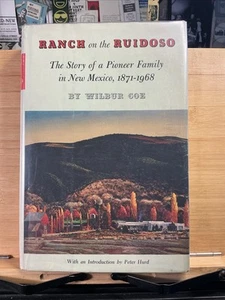 RANCH on the RUIDOSO
The Story of a Pioneer Family
in New Mexico, 1871-1968
BY WILBUR COE
With an Introduction by Peter Hurd